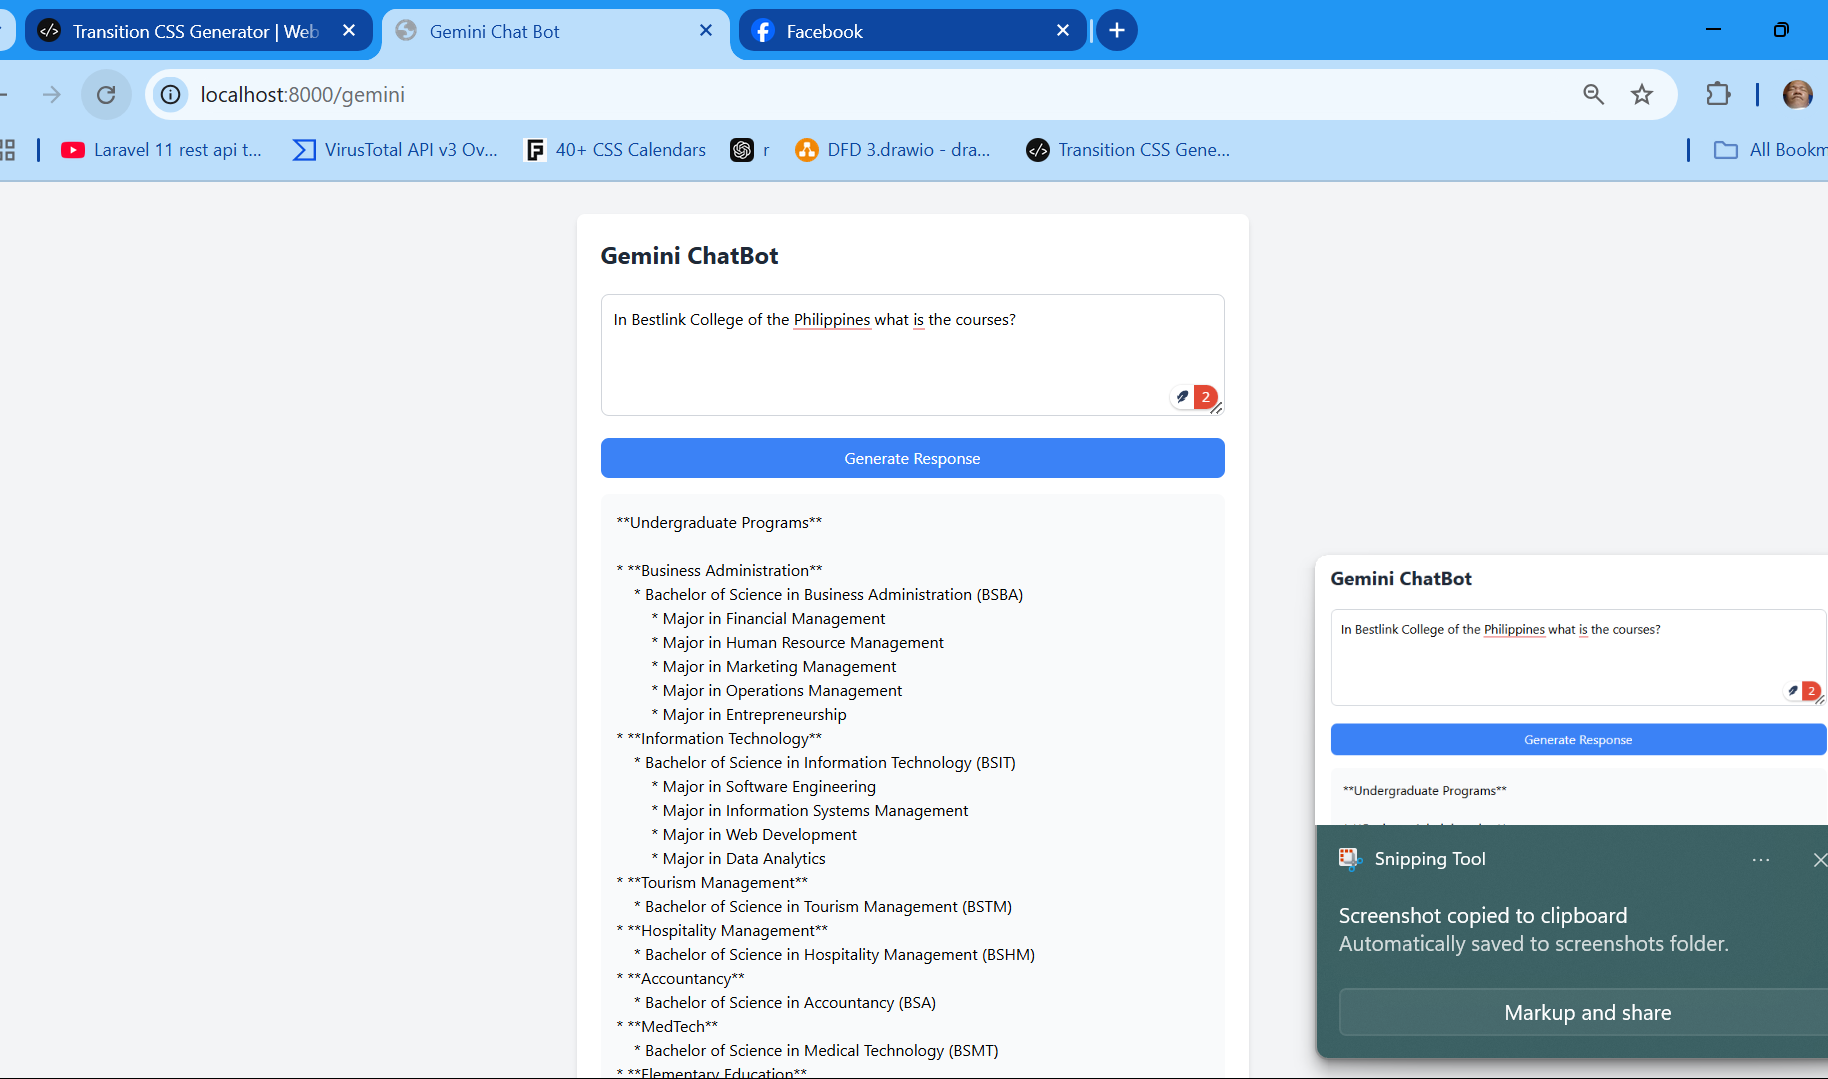 Transition CSS Generator | Web
Gemini Chat Bot
Facebook
localhost:8000/gemini
Laravel 11 rest api t...
VirusTotal API v3 Ov...
40+ CSS Calendars
r
DFD 3.drawio - dra...
Transition CSS Gene...
All Bookm
Gemini ChatBot
In Bestlink College of the Philippines what is the courses?
2
Generate Response
**Undergraduate Programs**
* **Business Administration**
* Bachelor of Science in Business Administration (BSBA)
* Major in Financial Management
* Major in Human Resource Management
* Major in Marketing Management
* Major in Operations Management
* Major in Entrepreneurship
* **Information Technology**
* Bachelor of Science in Information Technology (BSIT)
* Major in Software Engineering
* Major in Information Systems Management
* Major in Web Development
* Major in Data Analytics
* **Tourism Management**
* Bachelor of Science in Tourism Management (BSTM)
* **Hospitality Management**
* Bachelor of Science in Hospitality Management (BSHM)
* **Accountancy**
* Bachelor of Science in Accountancy (BSA)
* **MedTech**
* Bachelor of Science in Medical Technology (BSMT)
* **Elementary Education**
Gemini ChatBot
In Bestlink College of the Philippines what is the courses?
2
Generate Response
**Undergraduate Programs**
Snipping Tool
Screenshot copied to clipboard
Automatically saved to screenshots folder.
Markup and share